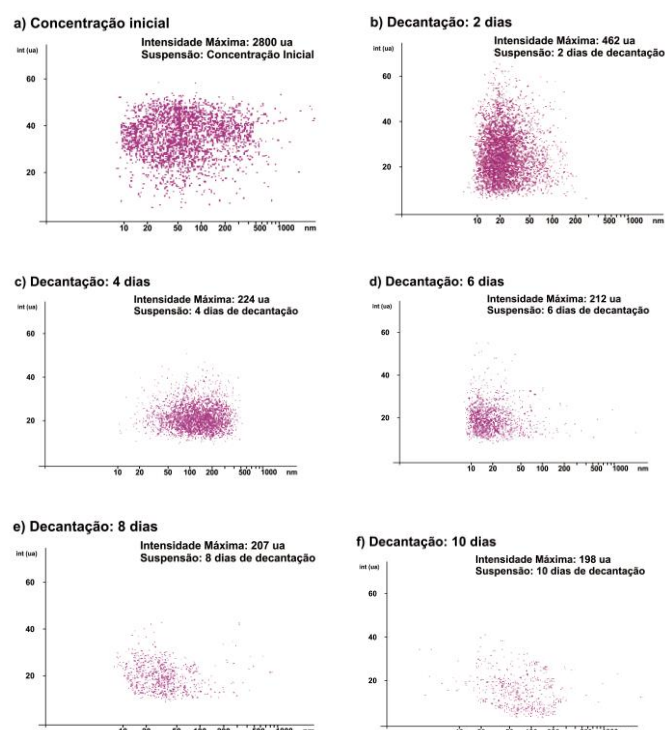 a) Concentração inicial
Intensidade Máxima: 2800 ua
Suspensão: Concentração Inicial
int (ua)
60
40
20
10 20 50 100 200 500 1000 nm
b) Decantação: 2 dias
Intensidade Máxima: 462 ua
Suspensão: 2 dias de decantação
int (ua)
60
40
20
10 20 50 100 200 500 1000 nm
c) Decantação: 4 dias
Intensidade Máxima: 224 ua
Suspensão: 4 dias de decantação
int (ua)
60
40
20
10 20 50 100 200 500 1000 nm
d) Decantação: 6 dias
Intensidade Máxima: 212 ua
Suspensão: 6 dias de decantação
int (ua)
60
40
20
10 20 50 100 200 500 1000 nm
e) Decantação: 8 dias
Intensidade Máxima: 207 ua
Suspensão: 8 dias de decantação
int (ua)
60
40
20
f) Decantação: 10 dias
Intensidade Máxima: 198 ua
Suspensão: 10 dias de decantação
int (ua)
60
40
20